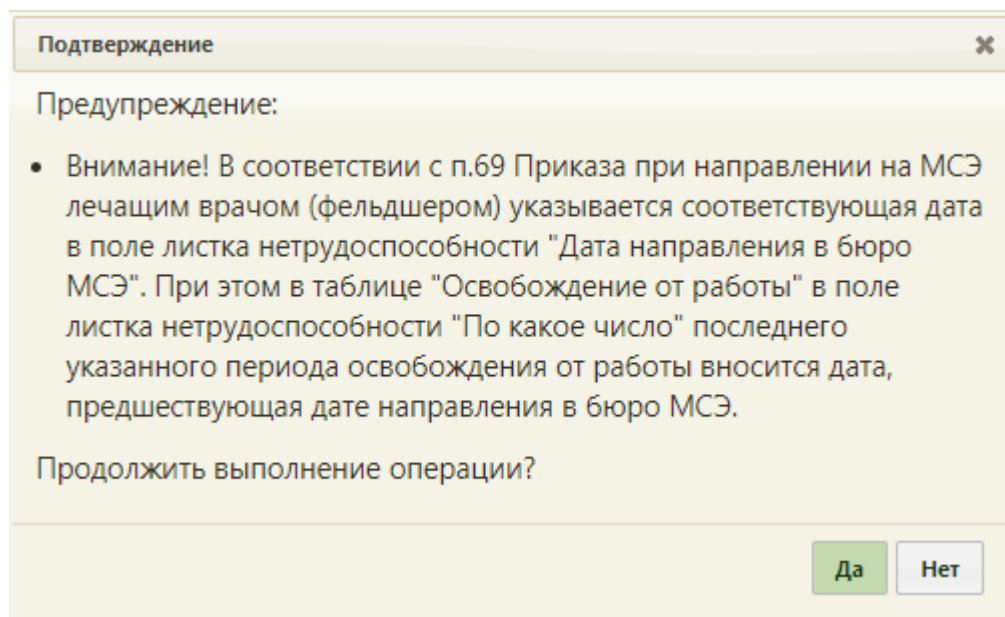 Подтверждение
Предупреждение:
• Внимание! В соответствии с п.69 Приказа при направлении на МСЭ
лечащим врачом (фельдшером) указывается соответствующая дата
в поле листка нетрудоспособности "Дата направления в бюро
МСЭ". При этом в таблице "Освобождение от работы" в поле
листка нетрудоспособности "По какое число" последнего
указанного периода освобождения от работы вносится дата,
предшествующая дате направления в бюро МСЭ.
Продолжить выполнение операции?
Да Нет